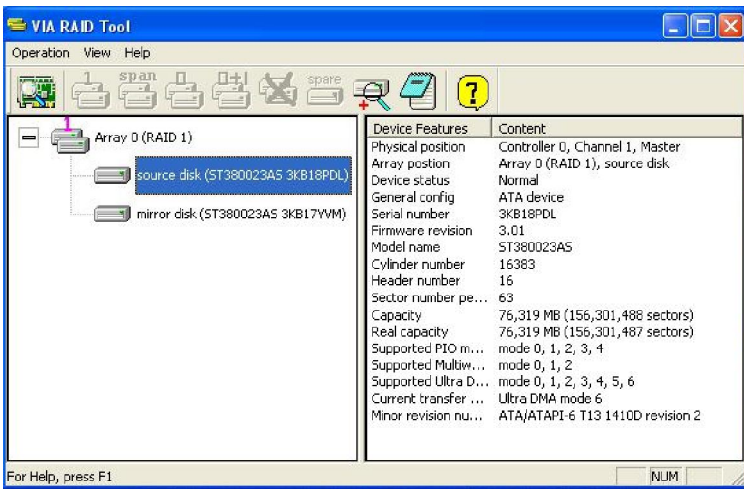 VIA RAID Tool
Operation View Help
1 span 0 0+1 spare
1
Array 0 (RAID 1)
source disk (ST380023AS 3KB18PDL)
mirror disk (ST380023AS 3KB17YVM)
Device Features Content
Physical position Controller 0, Channel 1, Master
Array postion Array 0 (RAID 1), source disk
Device status Normal
General config ATA device
Serial number 3KB18PDL
Firmware revision 3.01
Model name ST380023AS
Cylinder number 16383
Header number 16
Sector number pe... 63
Capacity 76,319 MB (156,301,488 sectors)
Real capacity 76,319 MB (156,301,487 sectors)
Supported PIO m... mode 0, 1, 2, 3, 4
Supported Multiw... mode 0, 1, 2
Supported Ultra D... mode 0, 1, 2, 3, 4, 5, 6
Current transfer ... Ultra DMA mode 6
Minor revision nu... ATA/ATAPI-6 T13 1410D revision 2
For Help, press F1
NUM